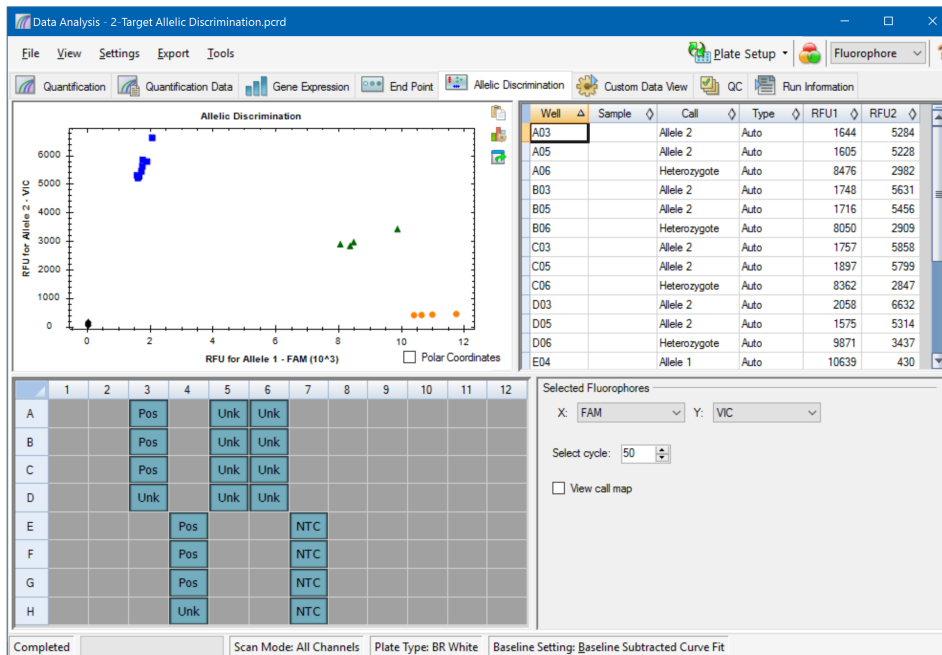 Data Analysis - 2-Target Allelic Discrimination.pcrd
File View Settings Export Tools Plate Setup Fluorophore
Quantification Quantification Data Gene Expression End Point Allelic Discrimination Custom Data View QC Run Information
Allelic Discrimination
RFU for Allele 2 - VIC
6000
5000
4000
3000
2000
1000
0
0 2 4 6 8 10 12
RFU for Allele 1 - FAM (10^3)
Polar Coordinates
Well Sample Call Type RFU1 RFU2
A03 Allele 2 Auto 1644 5284
A05 Allele 2 Auto 1605 5228
A06 Heterozygote Auto 8476 2982
B03 Allele 2 Auto 1748 5631
B05 Allele 2 Auto 1716 5456
B06 Heterozygote Auto 8050 2909
C03 Allele 2 Auto 1757 5858
C05 Allele 2 Auto 1897 5799
C06 Heterozygote Auto 8362 2847
D03 Allele 2 Auto 2058 6632
D05 Allele 2 Auto 1575 5314
D06 Heterozygote Auto 9871 3437
E04 Allele 1 Auto 10639 430
1 2 3 4 5 6 7 8 9 10 11 12
A Pos Unk Unk
B Pos Unk Unk
C Pos Unk Unk
D Unk Unk Unk
E Pos NTC
F Pos NTC
G Pos NTC
H Unk NTC
Selected Fluorophores
X: FAM Y: VIC
Select cycle: 50
View call map
Completed Scan Mode: All Channels Plate Type: BR White Baseline Setting: Baseline Subtracted Curve Fit